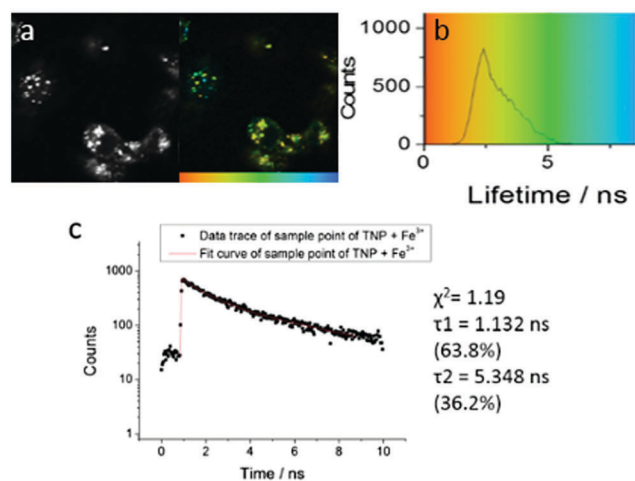 a
b
Counts
1000
500
0
0
5
Lifetime / ns
c
Data trace of sample point of TNP + Fe³⁺
Fit curve of sample point of TNP + Fe³⁺
Counts
1000
100
10
1
0
2
4
6
8
10
Time / ns
χ²= 1.19
τ1 = 1.132 ns
(63.8%)
τ2 = 5.348 ns
(36.2%)